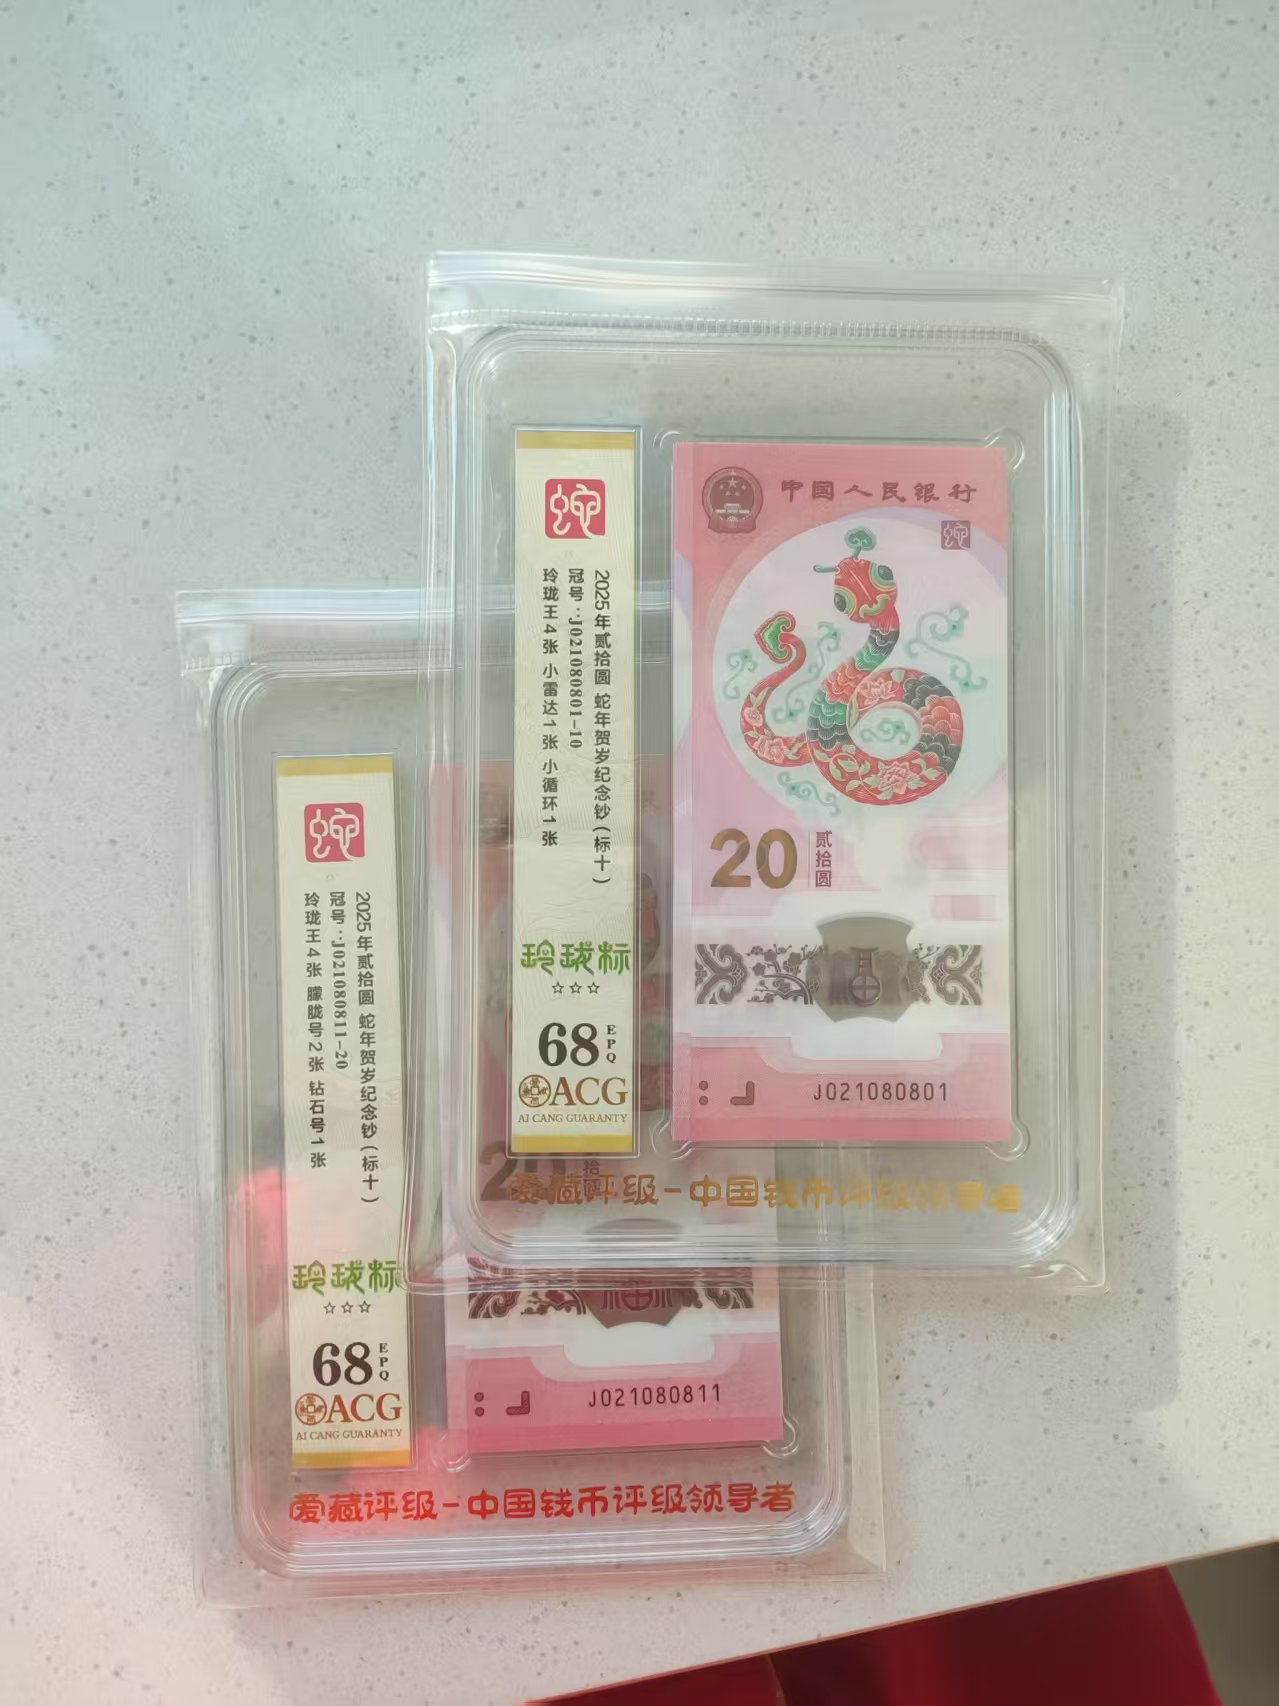 蛇
2025年贰拾圆 蛇年贺岁纪念钞(标十)
冠号:J021080801-10
玲珑王4张 小雷达1张 小循环1张
玲珑标
☆☆☆
68
EPQ
ACG
AI CANG GUARANTY
中国人民银行
蛇
20
贰拾圆
J021080801
爱藏评级-中国钱币评级领导者
蛇
2025年贰拾圆 蛇年贺岁纪念钞(标十)
冠号:J021080811-20
玲珑王4张 朦胧号2张 钻石号1张
玲珑标
☆☆☆
68
EPQ
ACG
AI CANG GUARANTY
20
J021080811
爱藏评级-中国钱币评级领导者